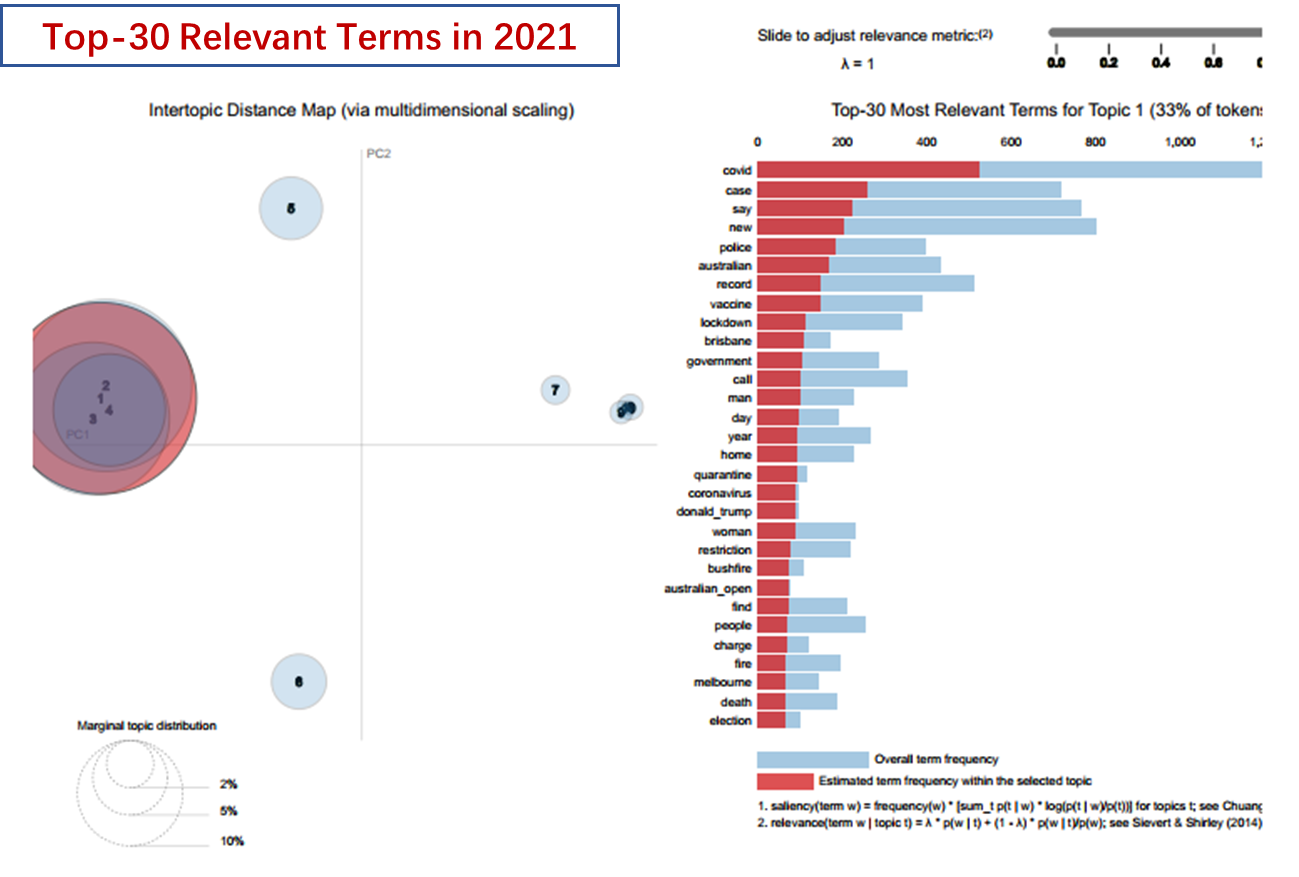 Top-30 Relevant Terms in 2021
Slide to adjust relevance metric:(2)
λ = 1
0.0 0.2 0.4 0.6
Intertopic Distance Map (via multidimensional scaling)
PC2
5
2
1
4
3
PC1
7
9
6
Marginal topic distribution
2%
5%
10%
Top-30 Most Relevant Terms for Topic 1 (33% of tokens
0 200 400 600 800 1,000
covid
case
say
new
police
australian
record
vaccine
lockdown
brisbane
government
call
man
day
year
home
quarantine
coronavirus
donald_trump
woman
restriction
bushfire
australian_open
find
people
charge
fire
melbourne
death
election
Overall term frequency
Estimated term frequency within the selected topic
1. saliency(term w) = frequency(w) * [sum_t p(t | w) * log(p(t | w)/p(t))] for topics t; see Chuang
2. relevance(term w | topic t) = λ * p(w | t) + (1 - λ) * p(w | t)/p(w); see Sievert & Shirley (2014)